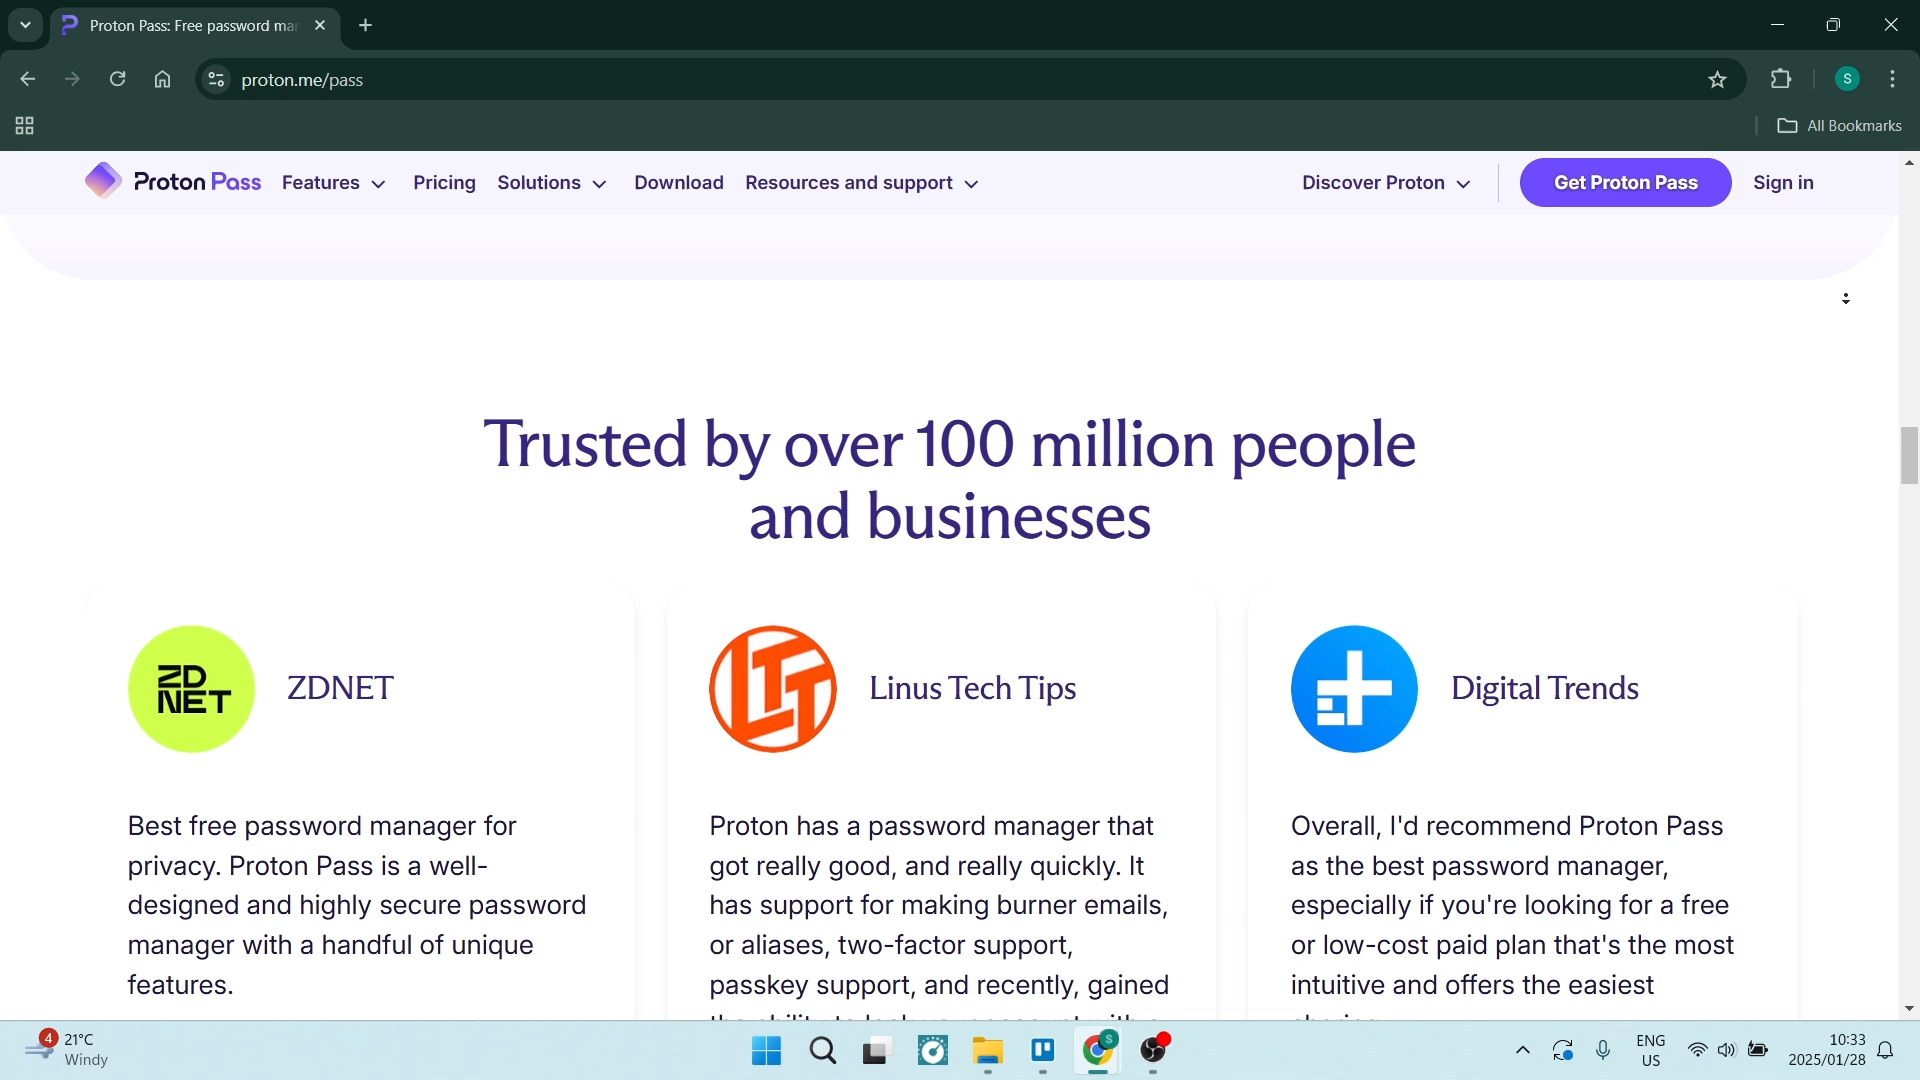 Proton Pass: Free password mar
proton.me/pass
S
All Bookmarks
Proton Pass
Features
Pricing
Solutions
Download
Resources and support
Discover Proton
Get Proton Pass
Sign in
Trusted by over 100 million people
and businesses
ZD
NET
ZDNET
LTT
Linus Tech Tips
Digital Trends
Best free password manager for
privacy. Proton Pass is a well-
designed and highly secure password
manager with a handful of unique
features.
Proton has a password manager that
got really good, and really quickly. It
has support for making burner emails,
or aliases, two-factor support,
passkey support, and recently, gained
Overall, I'd recommend Proton Pass
as the best password manager,
especially if you're looking for a free
or low-cost paid plan that's the most
intuitive and offers the easiest
4
21°C
Windy
S
ENG
US
10:33
2025/01/28